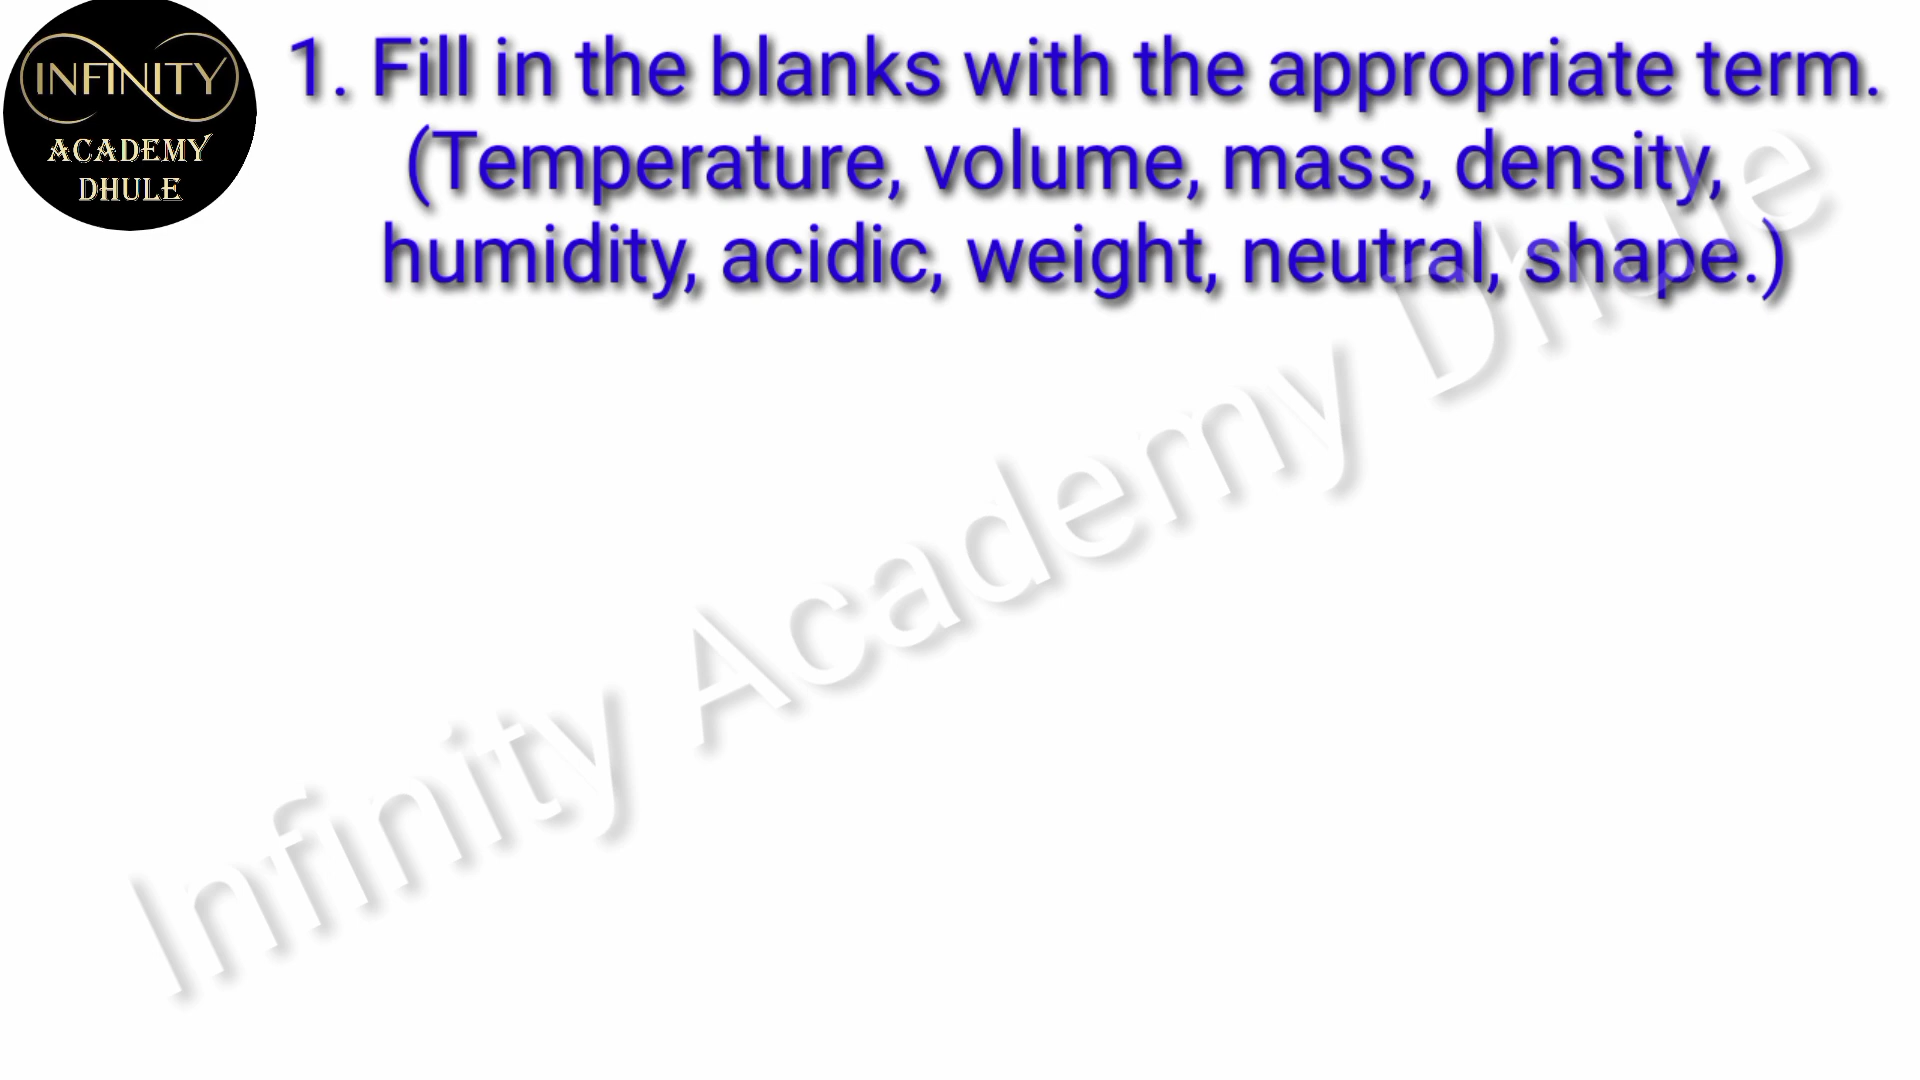 INFINITY
ACADEMY
DHULE
1. Fill in the blanks with the appropriate term.
(Temperature, volume, mass, density,
humidity, acidic, weight, neutral, shape.)
Infinity Academy Dhule